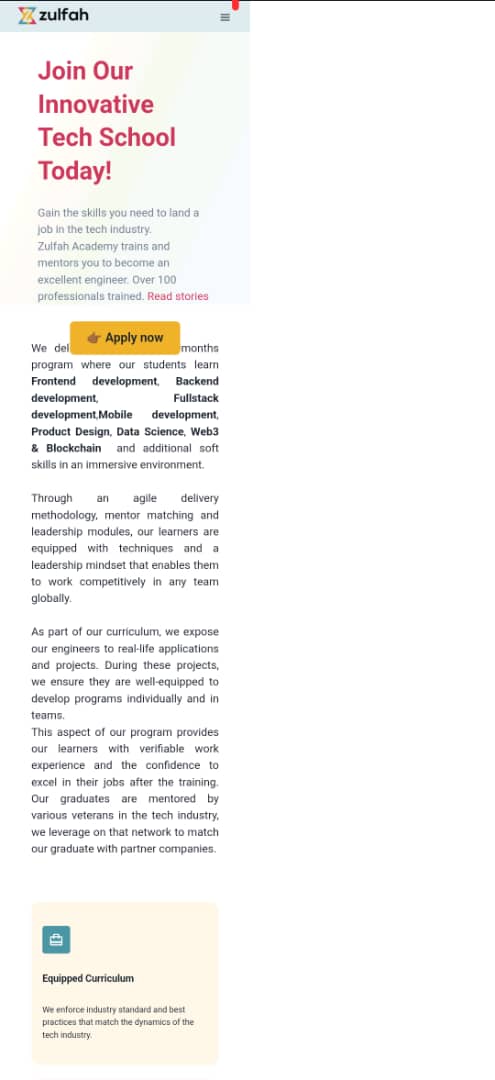 zulfah
Join Our
Innovative
Tech School
Today!
Gain the skills you need to land a
job in the tech industry.
Zulfah Academy trains and
mentors you to become an
excellent engineer. Over 100
professionals trained. Read stories
👉🏾 Apply now
We del months
program where our students learn
Frontend development, Backend
development, Fullstack
development,Mobile development,
Product Design, Data Science, Web3
& Blockchain and additional soft
skills in an immersive environment.
Through an agile delivery
methodology, mentor matching and
leadership modules, our learners are
equipped with techniques and a
leadership mindset that enables them
to work competitively in any team
globally.
As part of our curriculum, we expose
our engineers to real-life applications
and projects. During these projects,
we ensure they are well-equipped to
develop programs individually and in
teams.
This aspect of our program provides
our learners with verifiable work
experience and the confidence to
excel in their jobs after the training.
Our graduates are mentored by
various veterans in the tech industry,
we leverage on that network to match
our graduate with partner companies.
Equipped Curriculum
We enforce industry standard and best
practices that match the dynamics of the
tech industry.